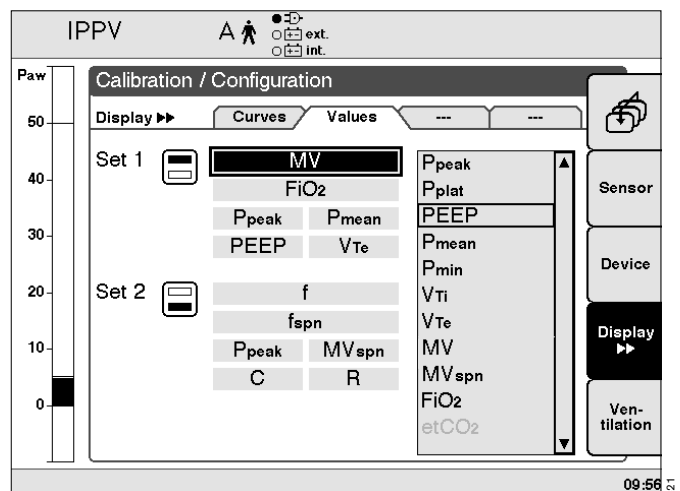 IPPV A ext.
int.
Paw
Calibration / Configuration
Display ▶▶ Curves Values --- ---
50
40
30
20
10
0
Set 1
MV
FiO2
Ppeak Pmean
PEEP VTe
Set 2
f
fspn
Ppeak MVspn
C R
Ppeak
Pplat
PEEP
Pmean
Pmin
VTi
VTe
MV
MVspn
FiO2
etCO2
Sensor
Device
Display
▶▶
Ven-
tilation
09:56
21